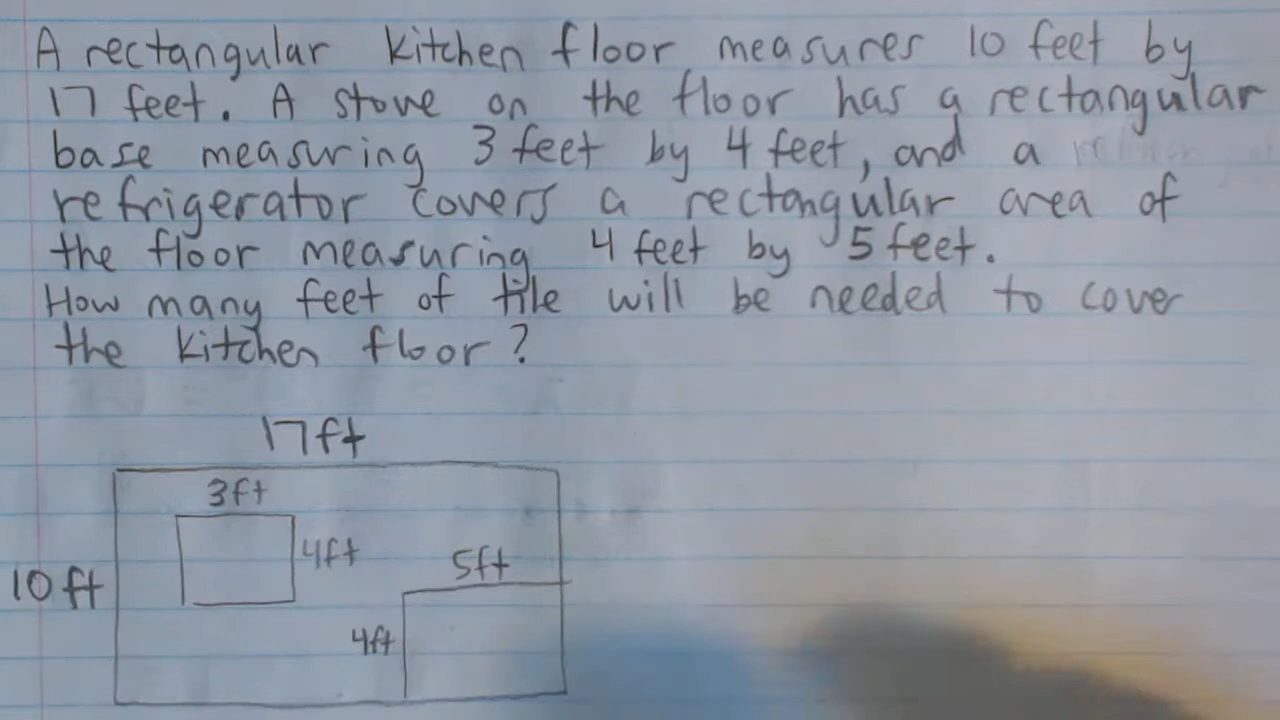 A rectangular kitchen floor measures 10 feet by
17 feet. A stove on the floor has a rectangular
base measuring 3 feet by 4 feet, and a
refrigerator covers a rectangular area of
the floor measuring 4 feet by 5 feet.
How many feet of tile will be needed to cover
the kitchen floor?
17ft
3ft
4ft
5ft
10 ft
4ft